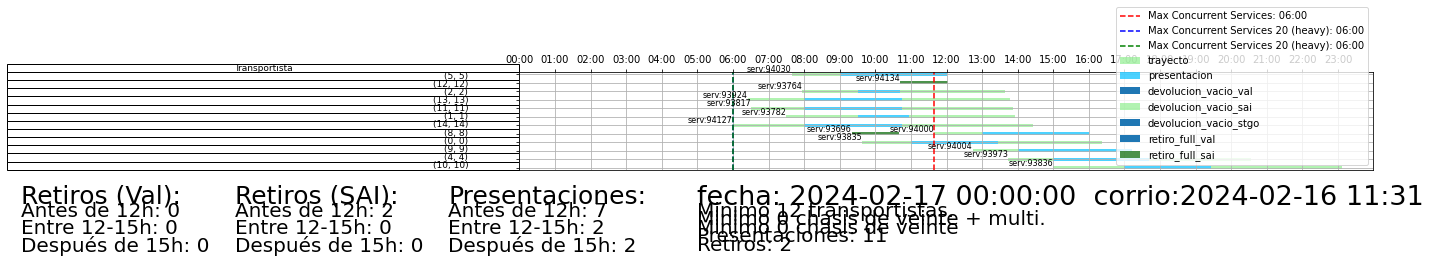 Max Concurrent Services: 06:00
Max Concurrent Services 20 (heavy): 06:00
Max Concurrent Services 20 (heavy): 06:00
trayecto
presentacion
devolucion_vacio_val
devolucion_vacio_sai
devolucion_vacio_stgo
retiro_full_val
retiro_full_sai
00:00 01:00 02:00 03:00 04:00 05:00 06:00 07:00 08:00 09:00 10:00 11:00 12:00 13:00 14:00 15:00 16:00 17:00 18:00 19:00 20:00 21:00 22:00 23:00
Transportista
serv:94030
(5, 5)
serv:94134
(12, 12)
serv:93764
(2, 2)
serv:93924
(13, 13)
serv:93817
(11, 11)
serv:93782
(1, 1)
serv:94127
(14, 14)
serv:93696 serv:94000
(8, 8)
serv:93835
(0, 0)
serv:94004
(9, 9)
serv:93973
(4, 4)
serv:93836
(10, 10)
Retiros (Val):
Antes de 12h: 0
Entre 12-15h: 0
Después de 15h: 0
Retiros (SAI):
Antes de 12h: 2
Entre 12-15h: 0
Después de 15h: 0
Presentaciones:
Antes de 12h: 7
Entre 12-15h: 2
Después de 15h: 2
fecha: 2024-02-17 00:00:00 corrio:2024-02-16 11:31
Minimo 12 transportistas
Minimo 6 chasis de veinte + multi.
Minimo 0 chasis de veinte
Presentaciones: 11
Retiros: 2